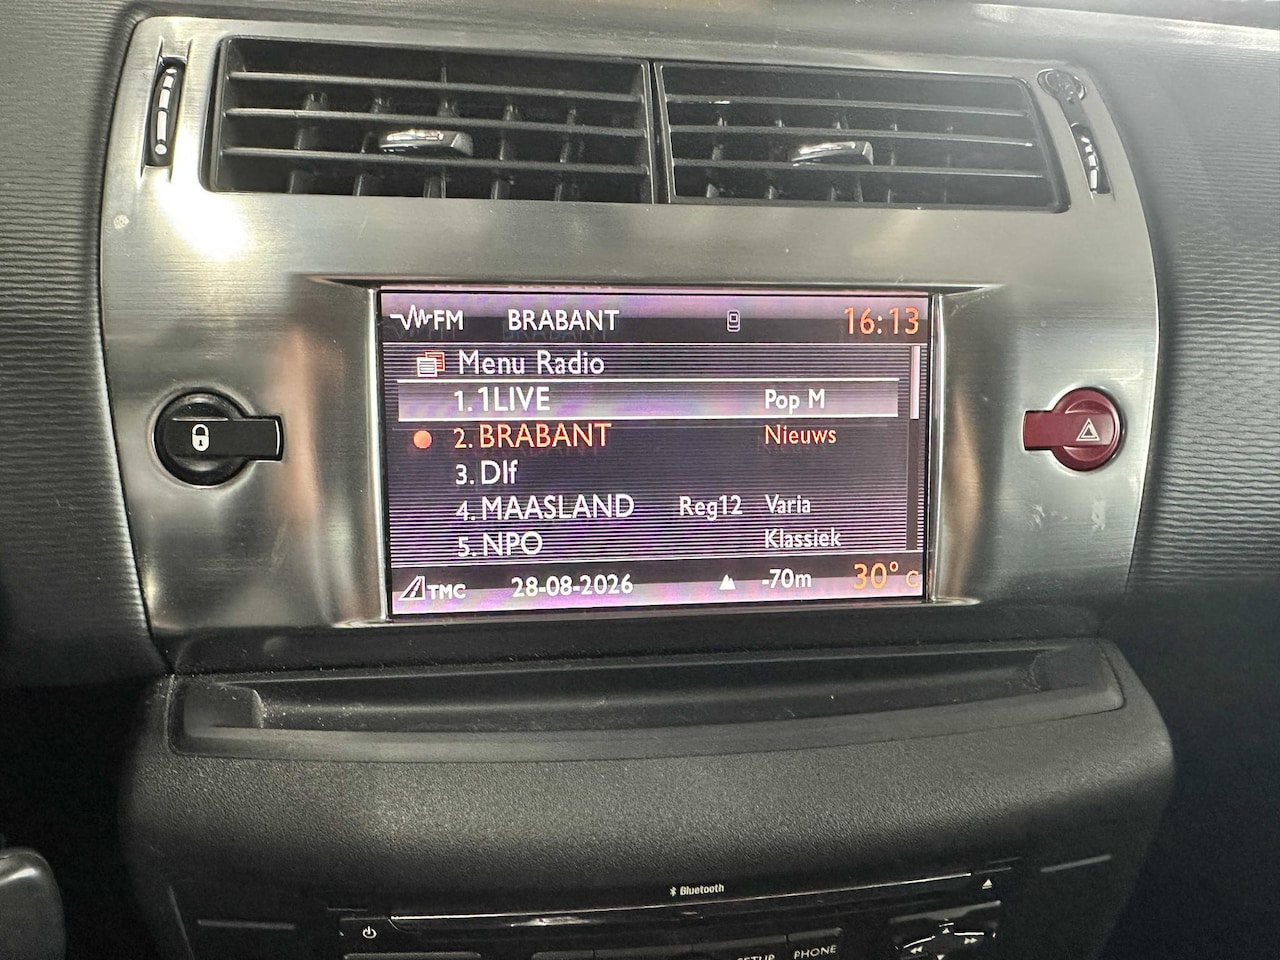 FM BRABANT 16:13
Menu Radio
1. 1LIVE Pop M
2. BRABANT Nieuws
3. Dlf
4. MAASLAND Reg12 Varia
5. NPO Klassiek
TMC 28-08-2026 -70m 30° C
Bluetooth
SETUP PHONE